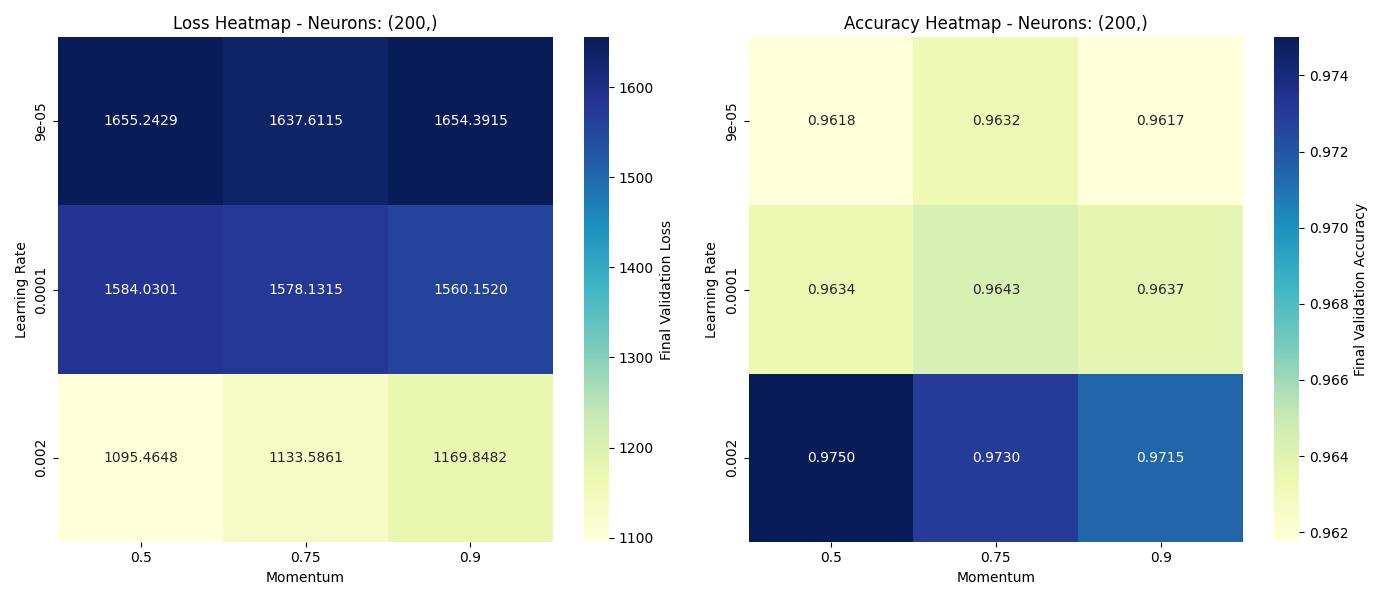 Loss Heatmap - Neurons: (200,)
Learning Rate
9e-05
0.0001
0.002
1655.2429 1637.6115 1654.3915
1584.0301 1578.1315 1560.1520
1095.4648 1133.5861 1169.8482
0.5 0.75 0.9
Momentum
1600
1500
1400
1300
1200
1100
Final Validation Loss
Accuracy Heatmap - Neurons: (200,)
Learning Rate
9e-05
0.0001
0.002
0.9618 0.9632 0.9617
0.9634 0.9643 0.9637
0.9750 0.9730 0.9715
0.5 0.75 0.9
Momentum
0.974
0.972
0.970
0.968
0.966
0.964
0.962
Final Validation Accuracy